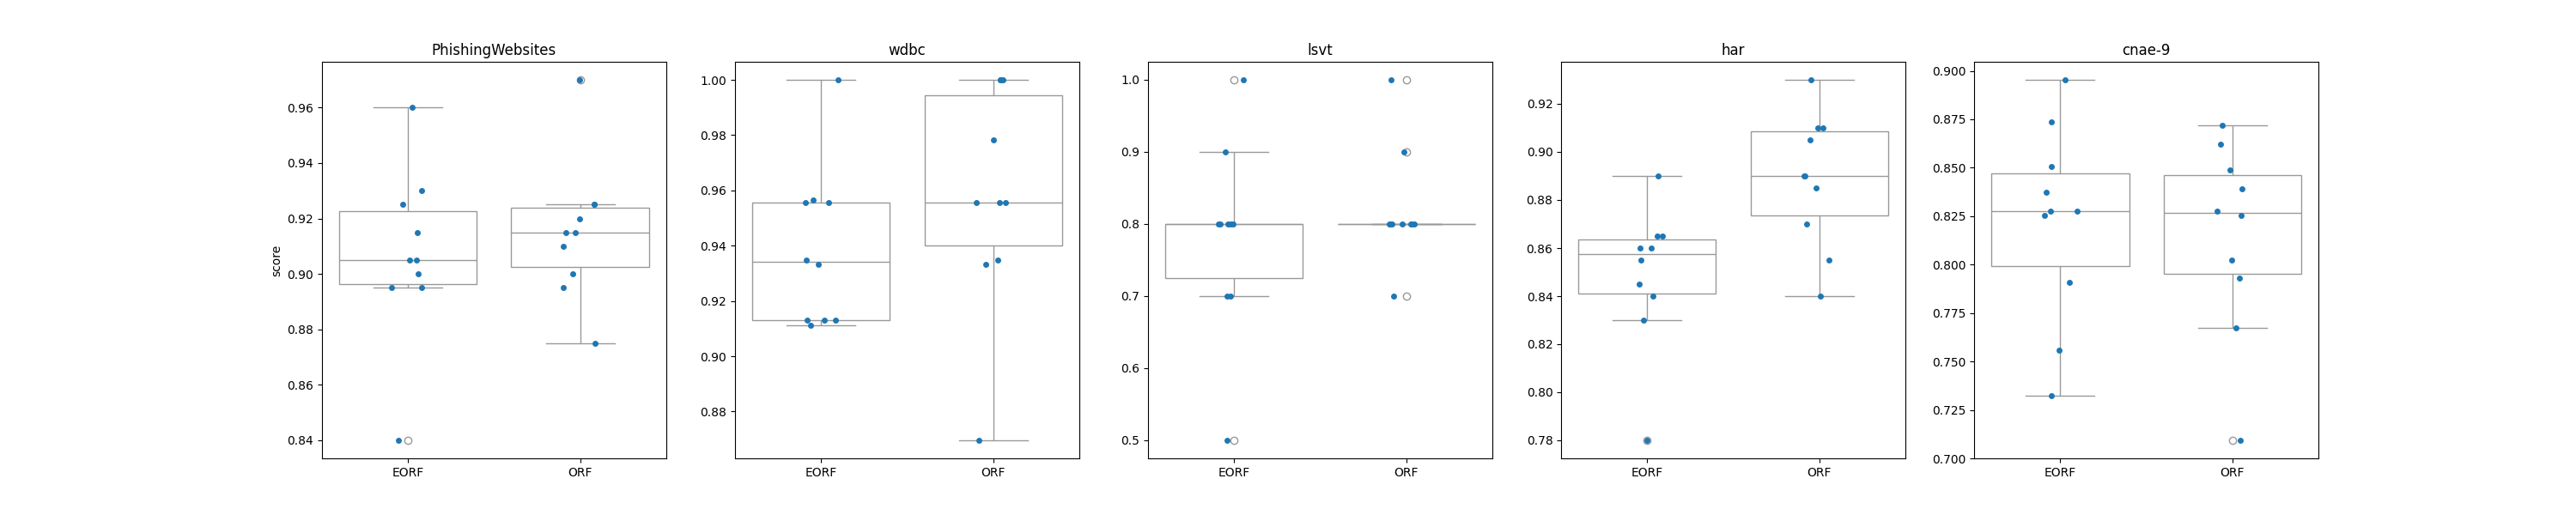 PhishingWebsites
score
0.96
0.94
0.92
0.90
0.88
0.86
0.84
EORF
ORF
wdbc
1.00
0.98
0.96
0.94
0.92
0.90
0.88
EORF
ORF
lsvt
1.0
0.9
0.8
0.7
0.6
0.5
EORF
ORF
har
0.92
0.90
0.88
0.86
0.84
0.82
0.80
0.78
EORF
ORF
cnae-9
0.900
0.875
0.850
0.825
0.800
0.775
0.750
0.725
0.700
EORF
ORF